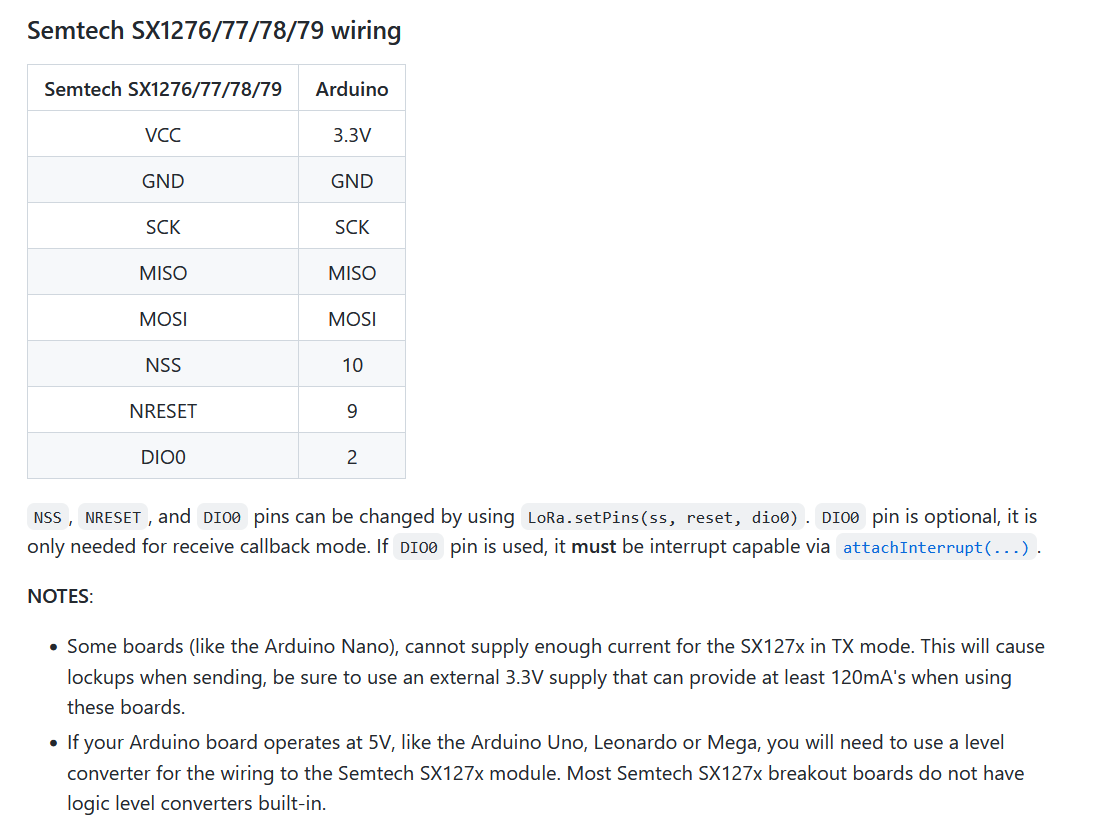 Semtech SX1276/77/78/79 wiring
Semtech SX1276/77/78/79 Arduino
VCC 3.3V
GND GND
SCK SCK
MISO MISO
MOSI MOSI
NSS 10
NRESET 9
DIO0 2
NSS, NRESET, and DIO0 pins can be changed by using LoRa.setPins(ss, reset, dio0). DIO0 pin is optional, it is
only needed for receive callback mode. If DIO0 pin is used, it must be interrupt capable via attachInterrupt(...).
NOTES:
• Some boards (like the Arduino Nano), cannot supply enough current for the SX127x in TX mode. This will cause
lockups when sending, be sure to use an external 3.3V supply that can provide at least 120mA's when using
these boards.
• If your Arduino board operates at 5V, like the Arduino Uno, Leonardo or Mega, you will need to use a level
converter for the wiring to the Semtech SX127x module. Most Semtech SX127x breakout boards do not have
logic level converters built-in.